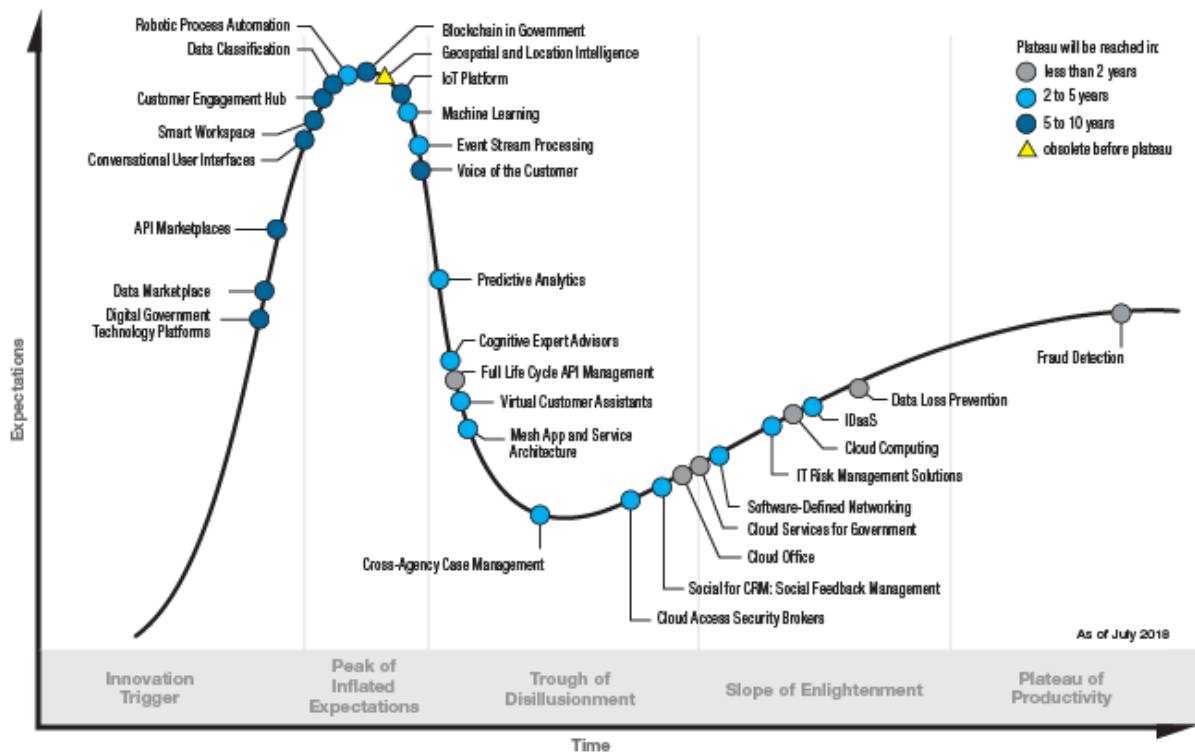 Robotic Process Automation
Data Classification
Customer Engagement Hub
Smart Workspace
Conversational User Interfaces
API Marketplaces
Data Marketplace
Digital Government
Technology Platforms
Blockchain in Government
Geospatial and Location Intelligence
IoT Platform
Machine Learning
Event Stream Processing
Voice of the Customer
Predictive Analytics
Cognitive Expert Advisors
Full Life Cycle API Management
Virtual Customer Assistants
Mesh App and Service
Architecture
Cross-Agency Case Management
Cloud Access Security Brokers
Social for CRM: Social Feedback Management
Cloud Office
Cloud Services for Government
Software-Defined Networking
IT Risk Management Solutions
Cloud Computing
IDaaS
Data Loss Prevention
Fraud Detection
Plateau will be reached in:
less than 2 years
2 to 5 years
5 to 10 years
obsolete before plateau
As of July 2018
Expectations
Innovation
Trigger
Peak of
Inflated
Expectations
Trough of
Disillusionment
Slope of Enlightenment
Plateau of
Productivity
Time